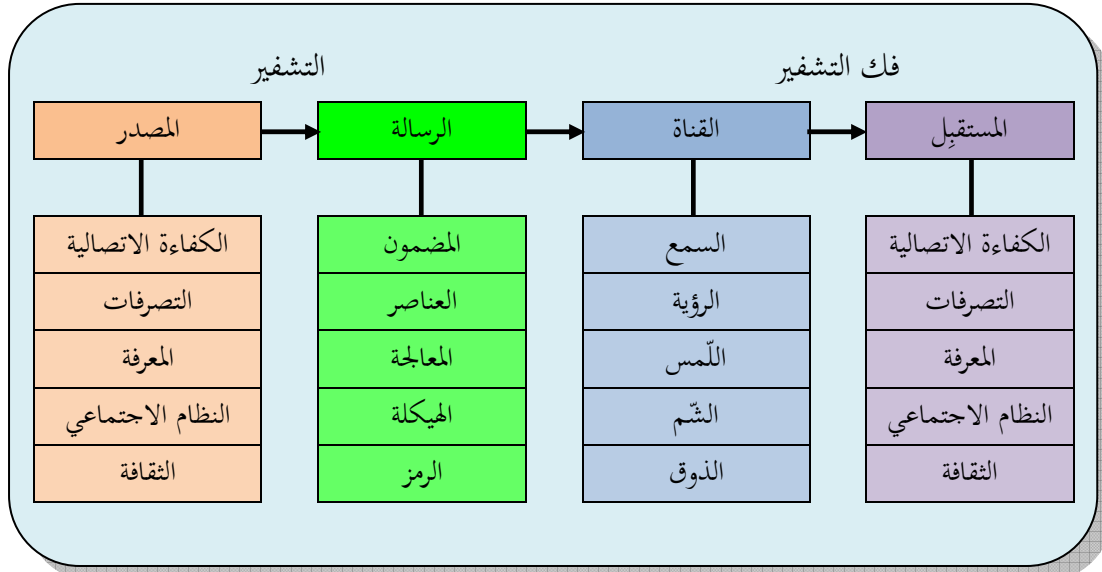 التشفير
فك التشفير
المصدر
الرسالة
القناة
المستقبِل
الكفاءة الاتصالية
المضمون
السمع
الكفاءة الاتصالية
التصرفات
العناصر
الرؤية
التصرفات
المعرفة
المعالجة
اللّمس
المعرفة
النظام الاجتماعي
الهيكلة
الشّم
النظام الاجتماعي
الثقافة
الرمز
الذوق
الثقافة